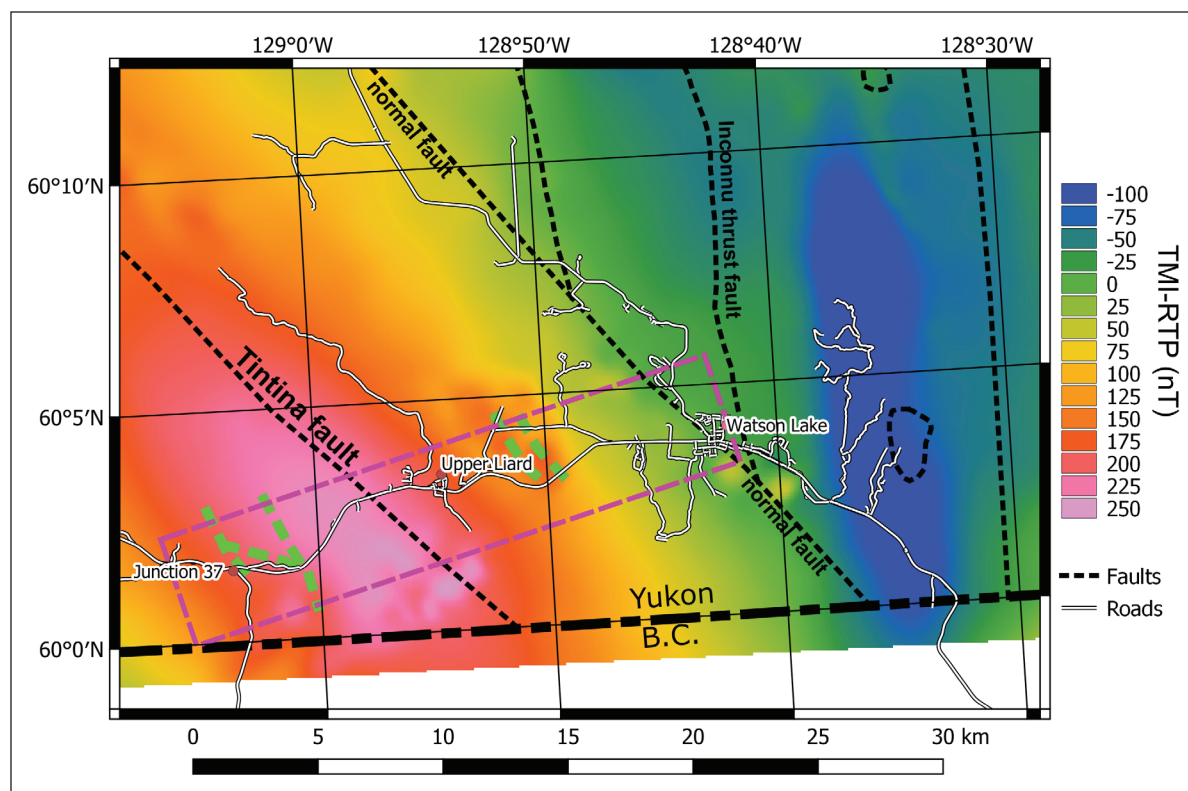 129°0'W
128°50'W
128°40'W
128°30'W
60°10'N
60°5'N
60°0'N
normal fault
Inconnu thrust fault
Tintina fault
Watson Lake
Upper Liard
normal fault
Junction 37
Yukon
B.C.
-100
-75
-50
-25
0
25
50
75
100
125
150
175
200
225
250
TMI-RTP (nT)
Faults
Roads
0 5 10 15 20 25 30 km